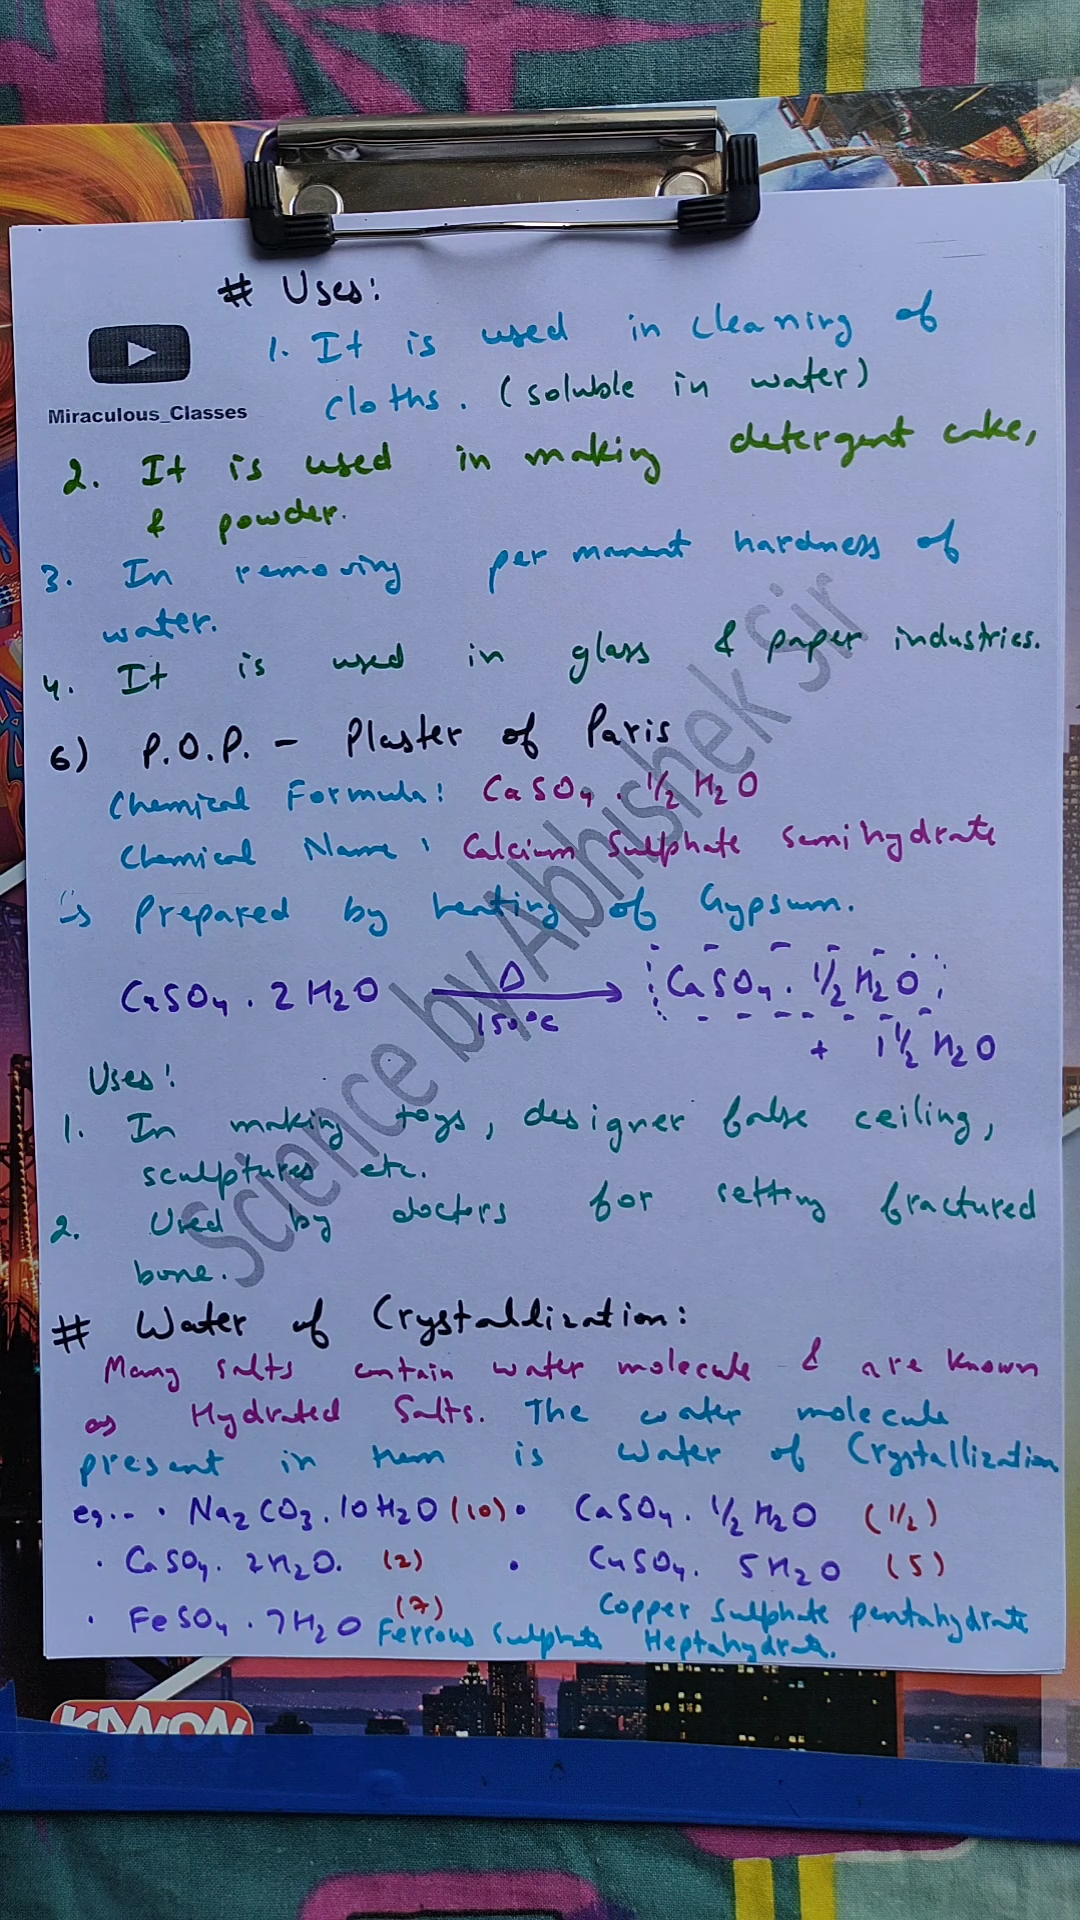 # Uses:
1. It is used in cleaning of
cloths. (soluble in water)
Miraculous_Classes
2. It is used in making detergent cake,
& powder.
3. In removing permanent hardness of
water.
4. It is used in glass & paper industries.
6) P.O.P. - Plaster of Paris
Chemical Formula: CaSO4 . 1/2 H2O
Chemical Name: Calcium Sulphate semihydrate
is Prepared by heating of Gypsum.
CaSO4 . 2H2O Δ 150°C → CaSO4 . 1/2 H2O
+ 1 1/2 H2O
Uses:
1. In making toys, designer false ceiling,
sculptures etc.
2. Used by doctors for setting fractured
bone.
# Water of Crystallization:
Many salts contain water molecule & are known
as Hydrated Salts. The water molecule
present in them is water of Crystallization
eg:- • Na2CO3.10H2O (10) • CaSO4 . 1/2 H2O (1/2)
• CaSO4. 2H2O. (2) • CuSO4. 5H2O (5)
• FeSO4 . 7H2O (7) Copper Sulphate pentahydrate
Ferrous Sulphate Heptahydrate.
Science by Abhishek Sir